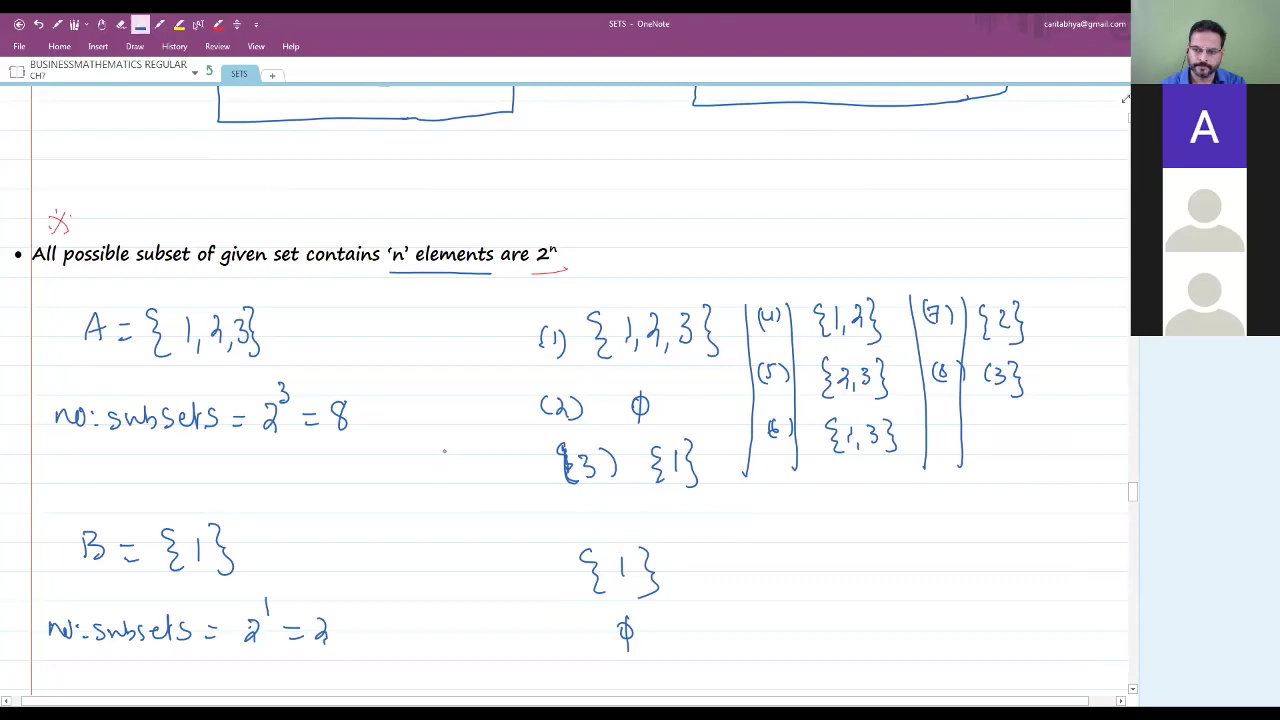 SETS - OneNote
cantabhya@gmail.com
File Home Insert Draw History Review View Help
BUSINESSMATHEMATICS REGULAR
CH7
SETS
A
• All possible subset of given set contains 'n' elements are 2ⁿ
A = { 1, 2, 3}
no: subsets = 2³ = 8
(1) { 1, 2, 3 }
(2) ϕ
(3) { 1 }
(4) {1, 2}
(5) {2, 3}
(6) {1, 3}
(7) {2}
(8) (3}
B = { 1 }
no: subsets = 2¹ = 2
{ 1 }
ϕ